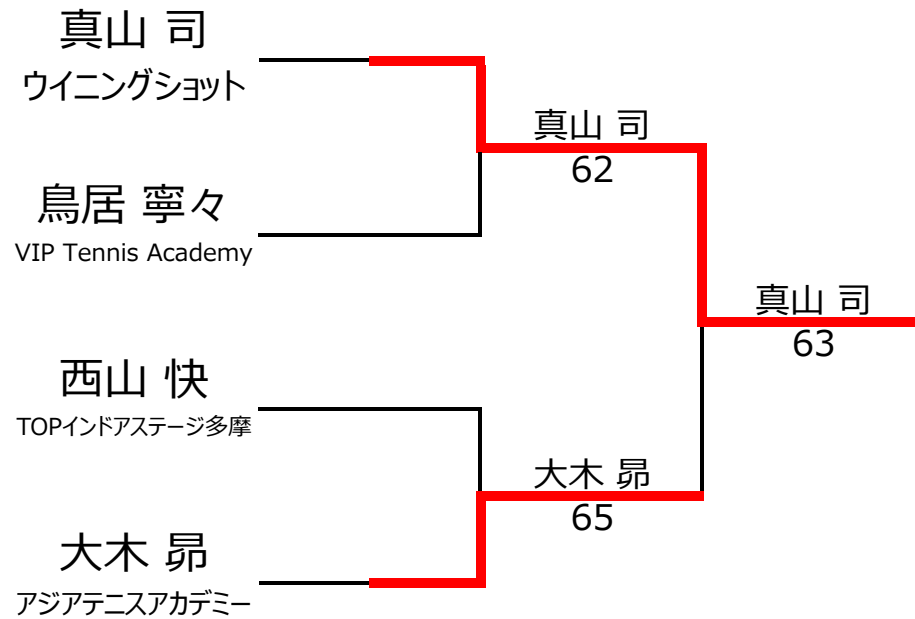 真山 司
ウイニングショット
鳥居 寧々
VIP Tennis Academy
西山 快
TOPインドアステージ多摩
大木 昴
アジアテニスアカデミー
真山 司
62
大木 昴
65
真山 司
63